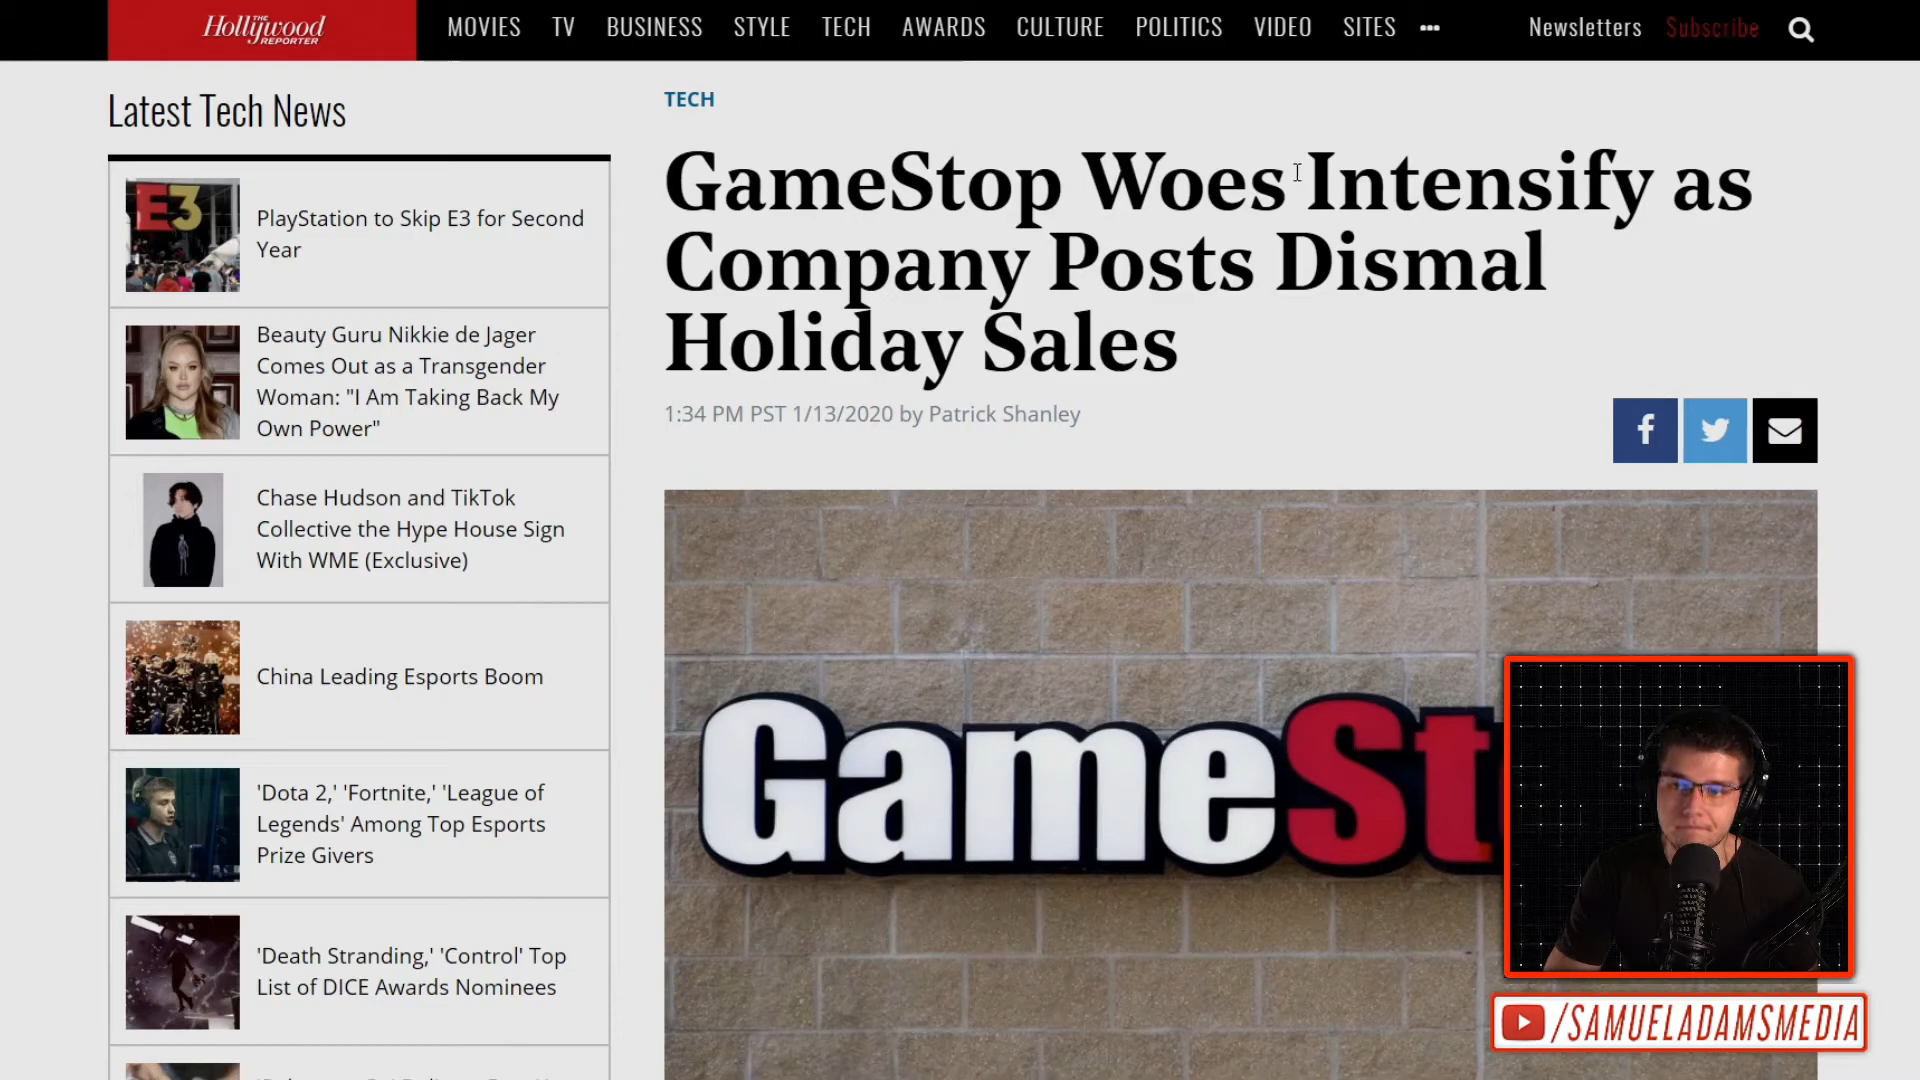 THE
Hollywood
REPORTER
MOVIES TV BUSINESS STYLE TECH AWARDS CULTURE POLITICS VIDEO SITES ••• Newsletters Subscribe
Latest Tech News
E3
PlayStation to Skip E3 for Second
Year
Beauty Guru Nikkie de Jager
Comes Out as a Transgender
Woman: "I Am Taking Back My
Own Power"
Chase Hudson and TikTok
Collective the Hype House Sign
With WME (Exclusive)
China Leading Esports Boom
'Dota 2,' 'Fortnite,' 'League of
Legends' Among Top Esports
Prize Givers
'Death Stranding,' 'Control' Top
List of DICE Awards Nominees
TECH
GameStop Woes Intensify as
Company Posts Dismal
Holiday Sales
1:34 PM PST 1/13/2020 by Patrick Shanley
GameSt
/SAMUELADAMSMEDIA